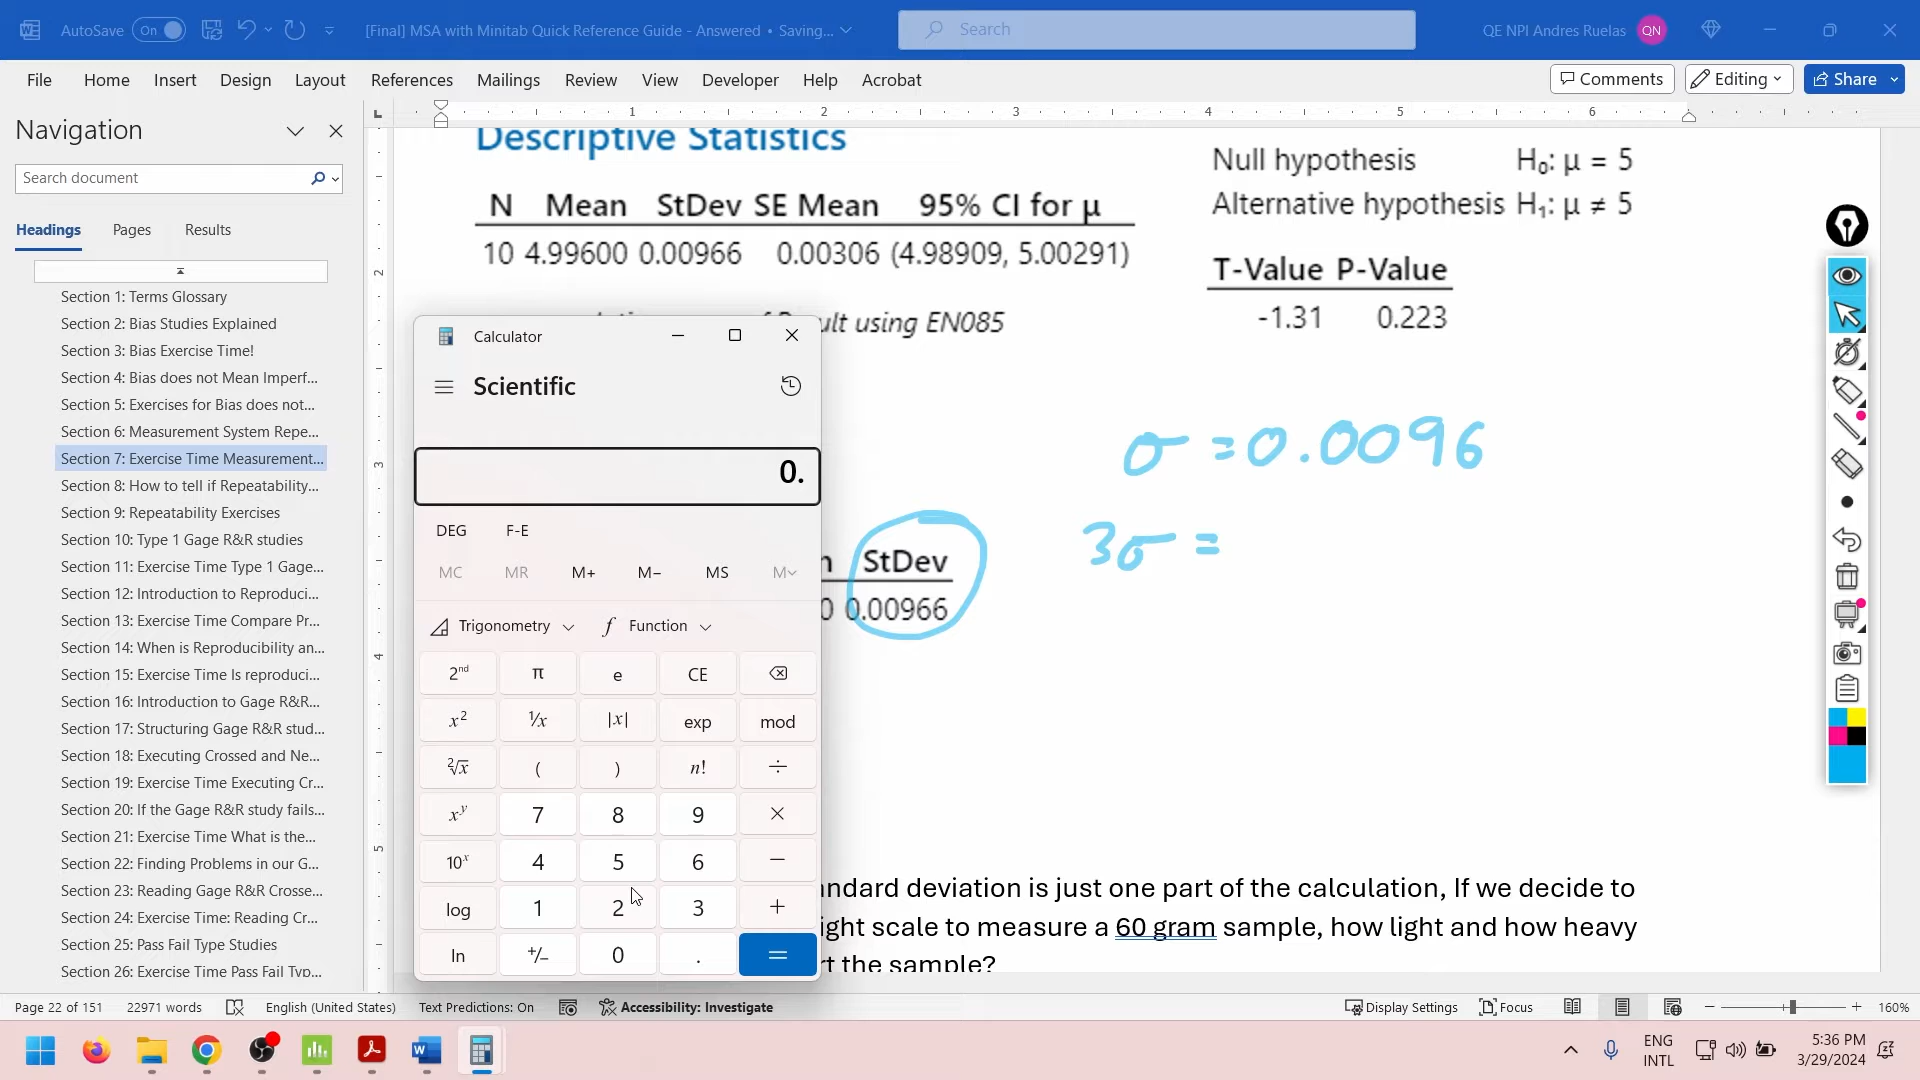 AutoSave On [Final] MSA with Minitab Quick Reference Guide - Answered • Saving... Search QE NPI Andres Ruelas QN
File Home Insert Design Layout References Mailings Review View Developer Help Acrobat Comments Editing Share
Navigation
Search document
Headings Pages Results
Section 1: Terms Glossary
Section 2: Bias Studies Explained
Section 3: Bias Exercise Time!
Section 4: Bias does not Mean Imperf...
Section 5: Exercises for Bias does not...
Section 6: Measurement System Repe...
Section 7: Exercise Time Measurement...
Section 8: How to tell if Repeatability...
Section 9: Repeatability Exercises
Section 10: Type 1 Gage R&R studies
Section 11: Exercise Time Type 1 Gage...
Section 12: Introduction to Reproduci...
Section 13: Exercise Time Compare Pr...
Section 14: When is Reproducibility an...
Section 15: Exercise Time Is reproduci...
Section 16: Introduction to Gage R&R...
Section 17: Structuring Gage R&R stud...
Section 18: Executing Crossed and Ne...
Section 19: Exercise Time Executing Cr...
Section 20: If the Gage R&R study fails...
Section 21: Exercise Time What is the...
Section 22: Finding Problems in our G...
Section 23: Reading Gage R&R Crosse...
Section 24: Exercise Time: Reading Cr...
Section 25: Pass Fail Type Studies
Section 26: Exercise Time Pass Fail Typ...
1 2 3 4 5 6
2
3
4
5
Descriptive Statistics
N Mean StDev SE Mean 95% CI for μ
10 4.99600 0.00966 0.00306 (4.98909, 5.00291)
ult using EN085
Null hypothesis H₀: μ = 5
Alternative hypothesis H₁: μ ≠ 5
T-Value P-Value
-1.31 0.223
σ = 0.0096
3σ =
n StDev
0 0.00966
Calculator
Scientific
0.
DEG F-E
MC MR M+ M− MS M
Trigonometry f Function
2ⁿᵈ π e CE
x² ¹/x |x| exp mod
²√x ( ) n! ÷
xʸ 7 8 9 ×
10ˣ 4 5 6 −
log 1 2 3 +
ln +/− 0 . =
andard deviation is just one part of the calculation, If we decide to
ight scale to measure a 60 gram sample, how light and how heavy
rt the sample?
Page 22 of 151 22971 words English (United States) Text Predictions: On Accessibility: Investigate Display Settings Focus − + 160%
ENG
INTL
5:36 PM
3/29/2024